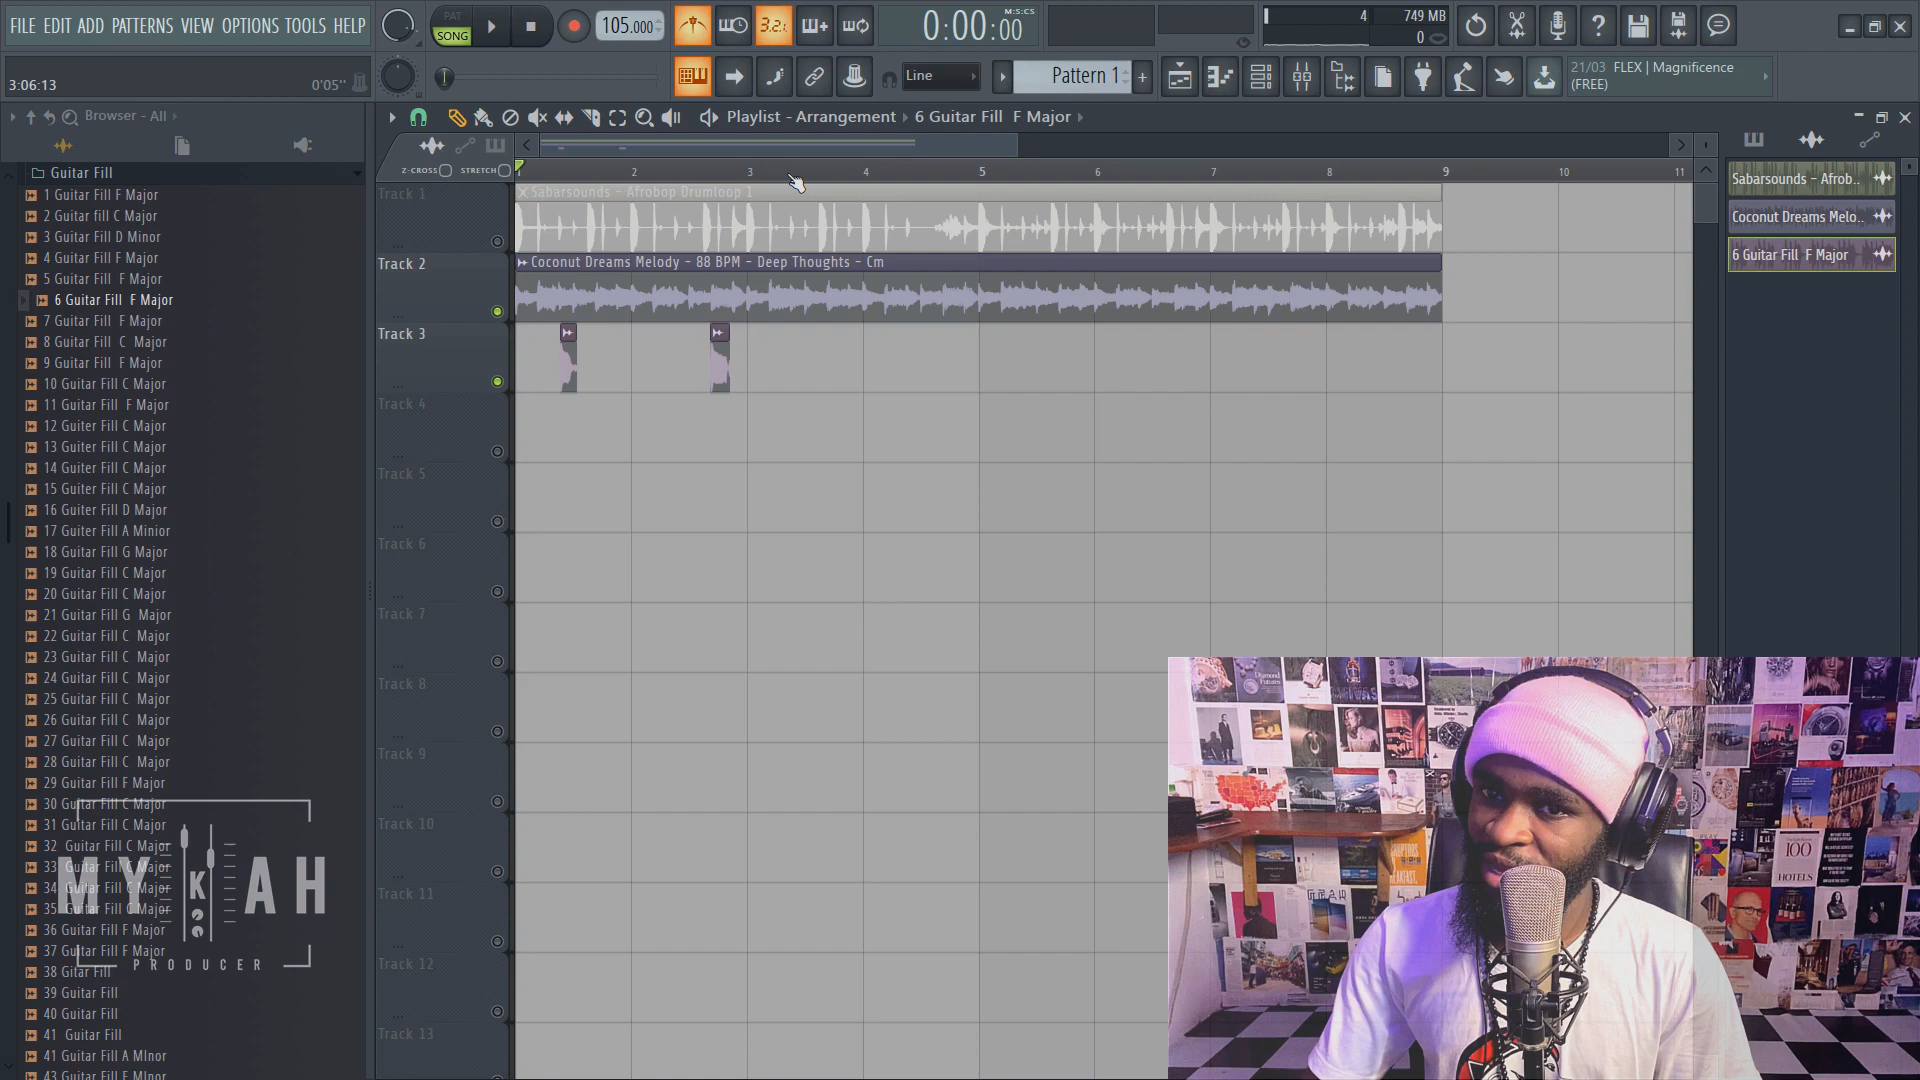 FILE EDIT ADD PATTERNS VIEW OPTIONS TOOLS HELP
PAT
SONG
105.000
3.2.
0:00:00
M:S:CS
4
749 MB
0
3:06:13
0'05''
Line
Pattern 1
21/03 FLEX | Magnificence
(FREE)
Browser - All
Playlist - Arrangement
6 Guitar Fill F Major
Z-CROSS
STRETCH
1 2 3 4 5 6 7 8 9 10 11
Guitar Fill
1 Guitar Fill F Major
2 Guitar fill C Major
3 Guitar Fill D Minor
4 Guitar Fill F Major
5 Guitar Fill F Major
6 Guitar Fill F Major
7 Guitar Fill F Major
8 Guitar Fill C Major
9 Guitar Fill F Major
10 Guitar Fill C Major
11 Guitar Fill F Major
12 Guiter Fill C Major
13 Guiter Fill C Major
14 Guiter Fill C Major
15 Guiter Fill C Major
16 Guiter Fill D Major
17 Guiter Fill A Minior
18 Guitar Fill G Major
19 Guitar Fill C Major
20 Guitar Fill C Major
21 Guitar Fill G Major
22 Guitar Fill C Major
23 Guitar Fill C Major
24 Guitar Fill C Major
25 Guitar Fill C Major
26 Guitar Fill C Major
27 Guitar Fill C Major
28 Guitar Fill C Major
29 Guitar Fill F Major
30 Guitar Fill C Major
31 Guitar Fill C Major
32 Guitar Fill C Major
33 Guitar Fill C Major
34 Guitar Fill C Major
35 Guitar Fill C Major
36 Guitar Fill F Major
37 Guitar Fill F Major
38 Gitar Fill
39 Guitar Fill
40 Guitar Fill
41 Guitar Fill
41 Guitar Fill A MInor
43 Guitar Fill F MInor
MYKAH
PRODUCER
Track 1
Sabarsounds - Afrobop Drumloop 1
Track 2
Coconut Dreams Melody - 88 BPM - Deep Thoughts - Cm
Track 3
Track 4
Track 5
Track 6
Track 7
Track 8
Track 9
Track 10
Track 11
Track 12
Track 13
Sabarsounds - Afrob..
Coconut Dreams Melo..
6 Guitar Fill F Major
100
HOTELS